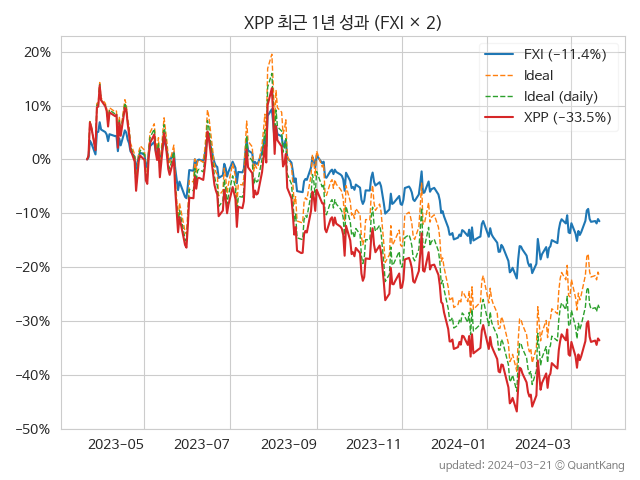 XPP 최근 1년 성과 (FXI × 2)
20%
10%
0%
−10%
−20%
−30%
−40%
−50%
FXI (−11.4%)
Ideal
Ideal (daily)
XPP (−33.5%)
2023-05
2023-07
2023-09
2023-11
2024-01
2024-03
updated: 2024-03-21 © QuantKang